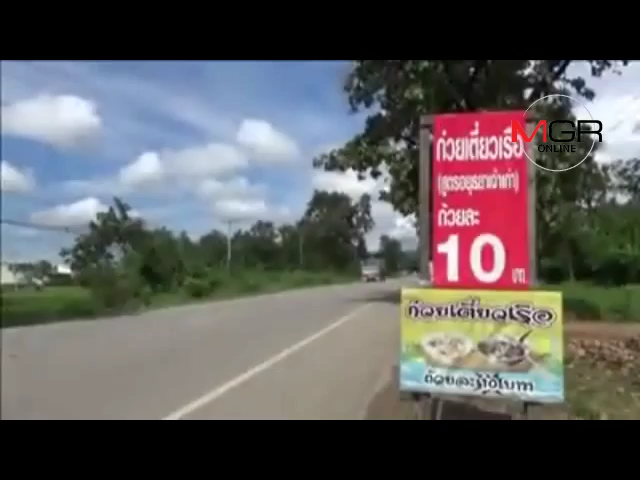 MGR
ONLINE
ก๋วยเตี๋ยวเรือ
(สูตรอยุธยาเจ้าเก่า)
ถ้วยละ
10 บาท
ก๋วยเตี๋ยวเรือ
ถ้วยละ 10 บาท